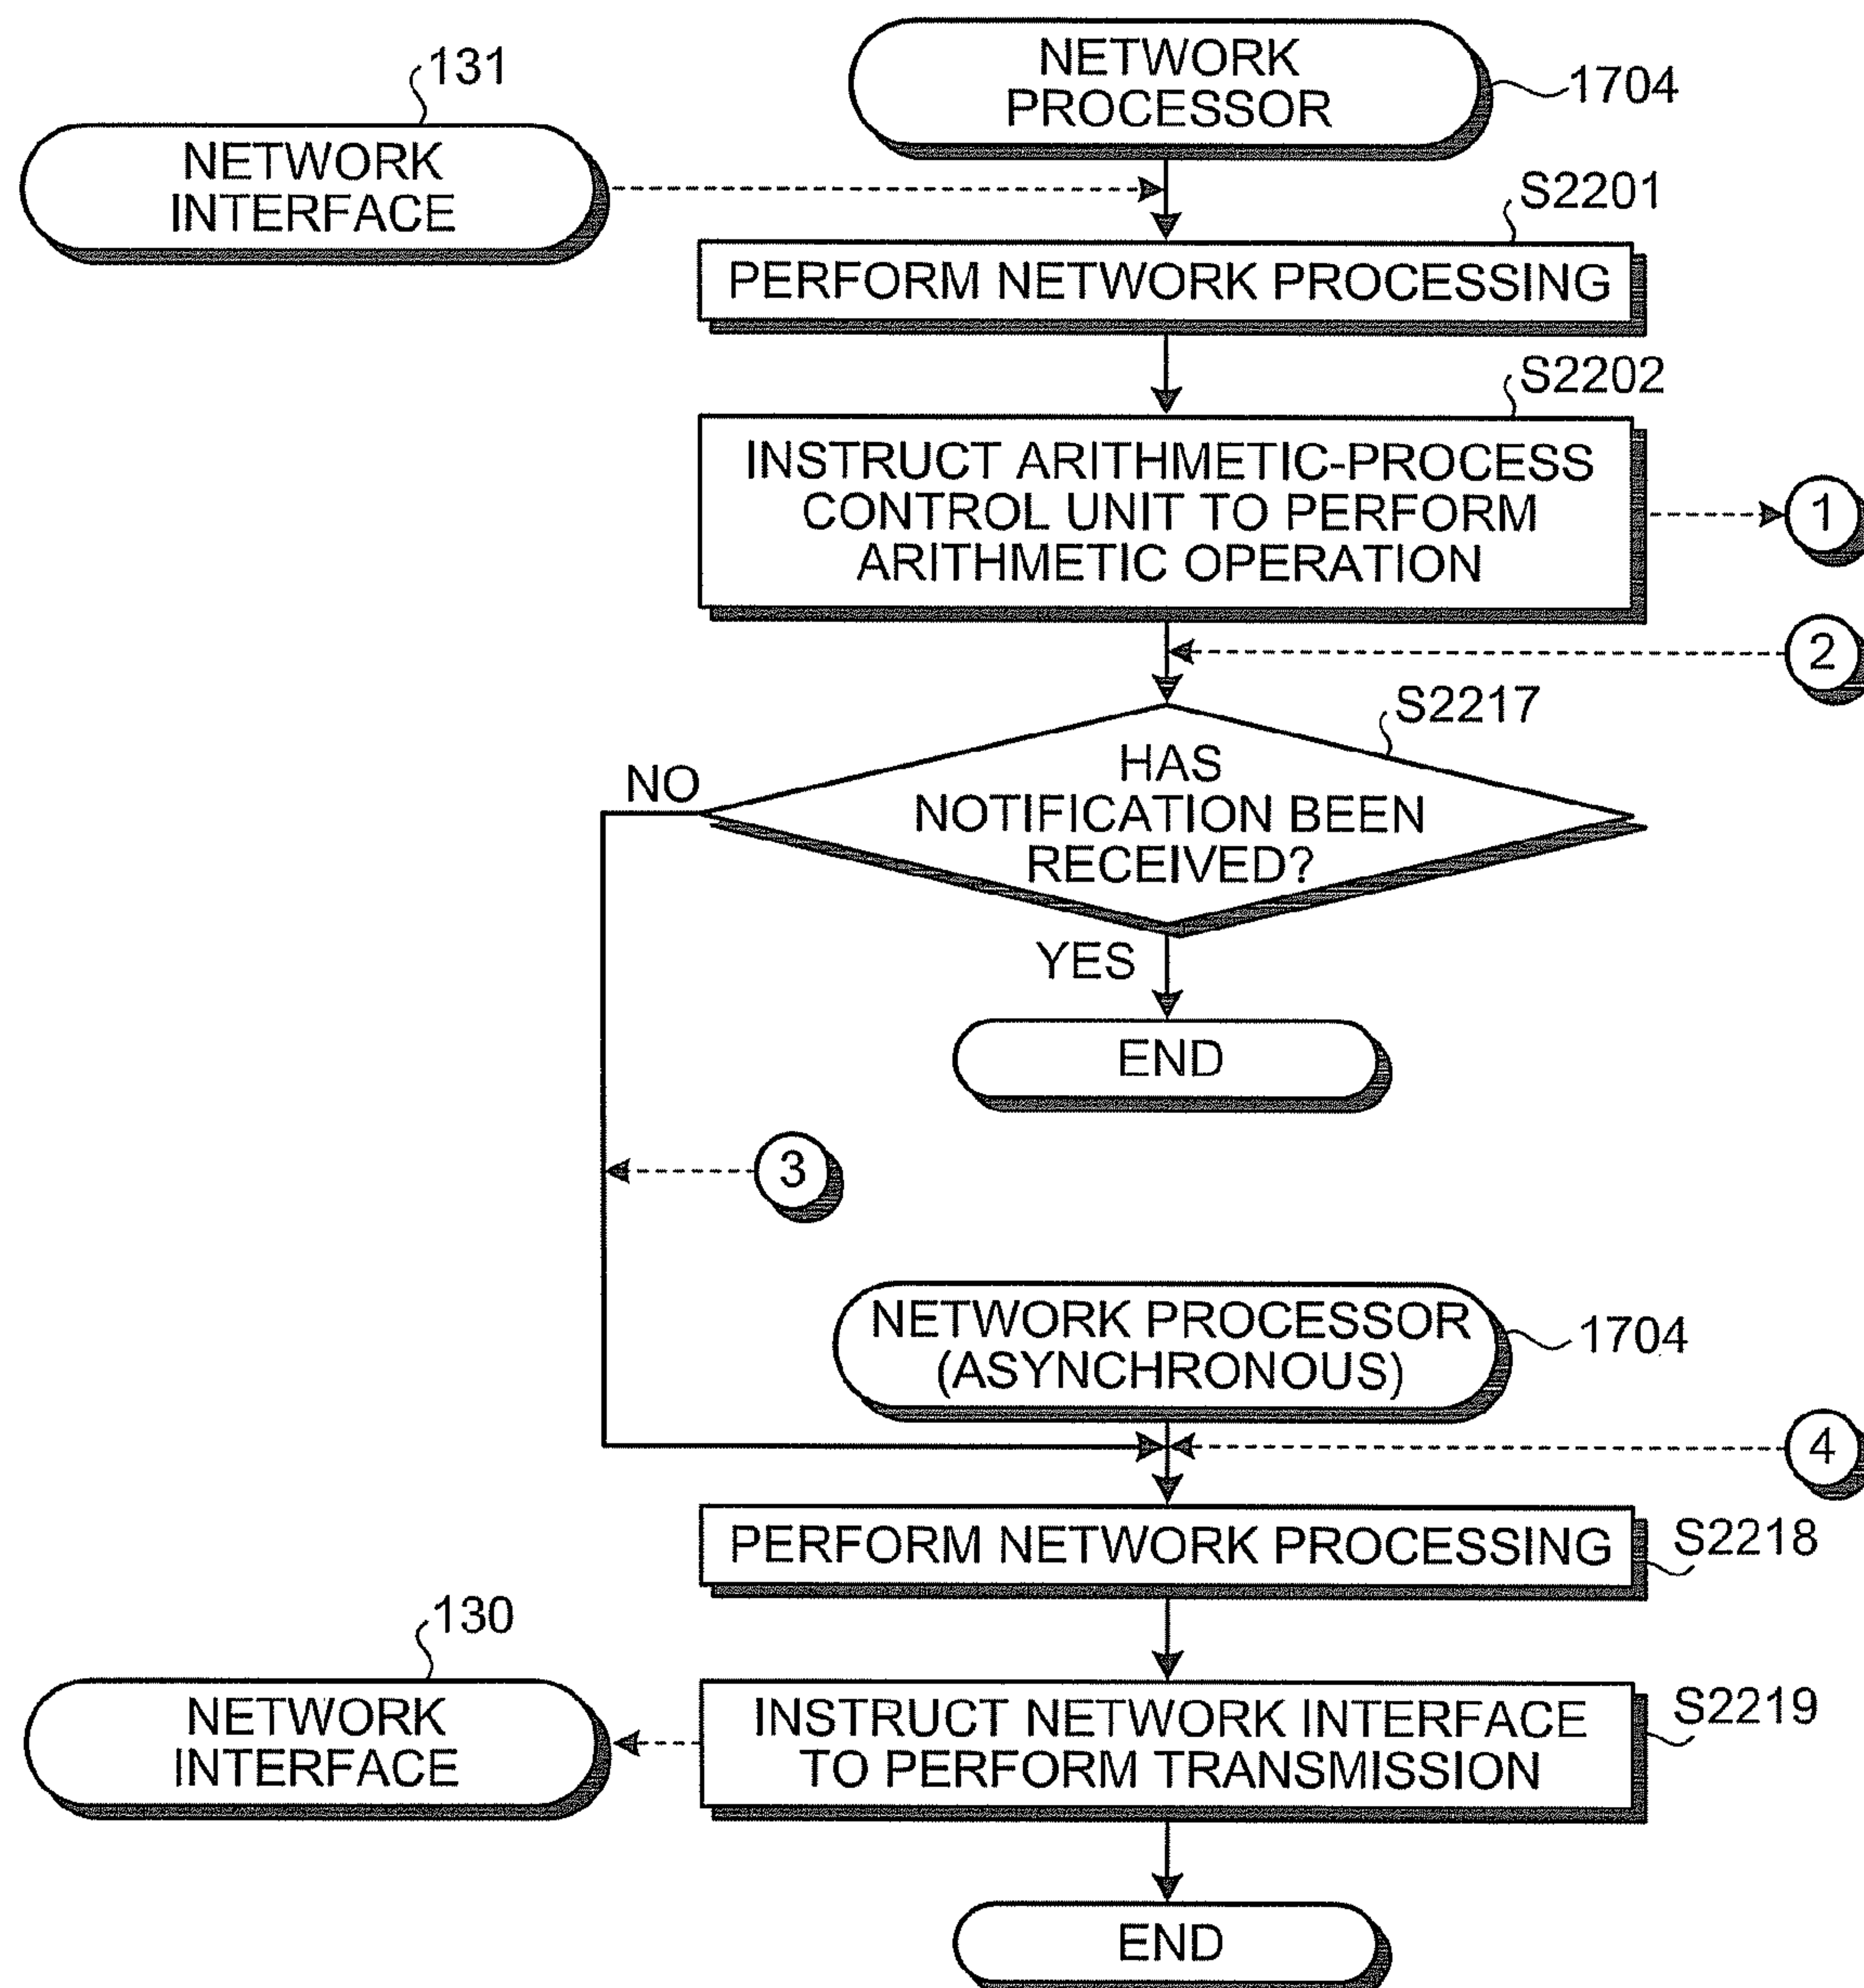 131
NETWORK
PROCESSOR
1704
NETWORK
INTERFACE
S2201
PERFORM NETWORK PROCESSING
S2202
INSTRUCT ARITHMETIC-PROCESS
CONTROL UNIT TO PERFORM
ARITHMETIC OPERATION
1
2
S2217
NO
HAS
NOTIFICATION BEEN
RECEIVED?
YES
END
3
NETWORK PROCESSOR
(ASYNCHRONOUS)
1704
4
PERFORM NETWORK PROCESSING
S2218
130
NETWORK
INTERFACE
INSTRUCT NETWORK INTERFACE
TO PERFORM TRANSMISSION
S2219
END